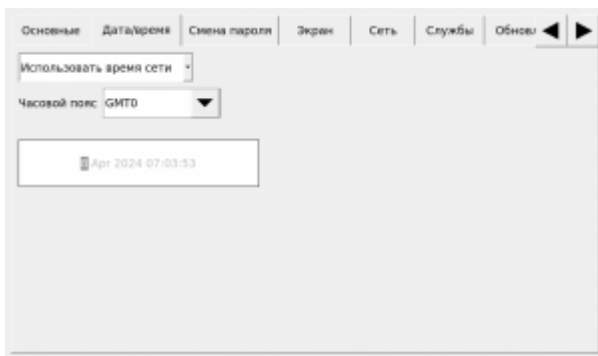 Основные Дата/время Смена пароля Экран Сеть Службы
Использовать время сети
Часовой пояс GMT0
Apr 2024 07:03:53